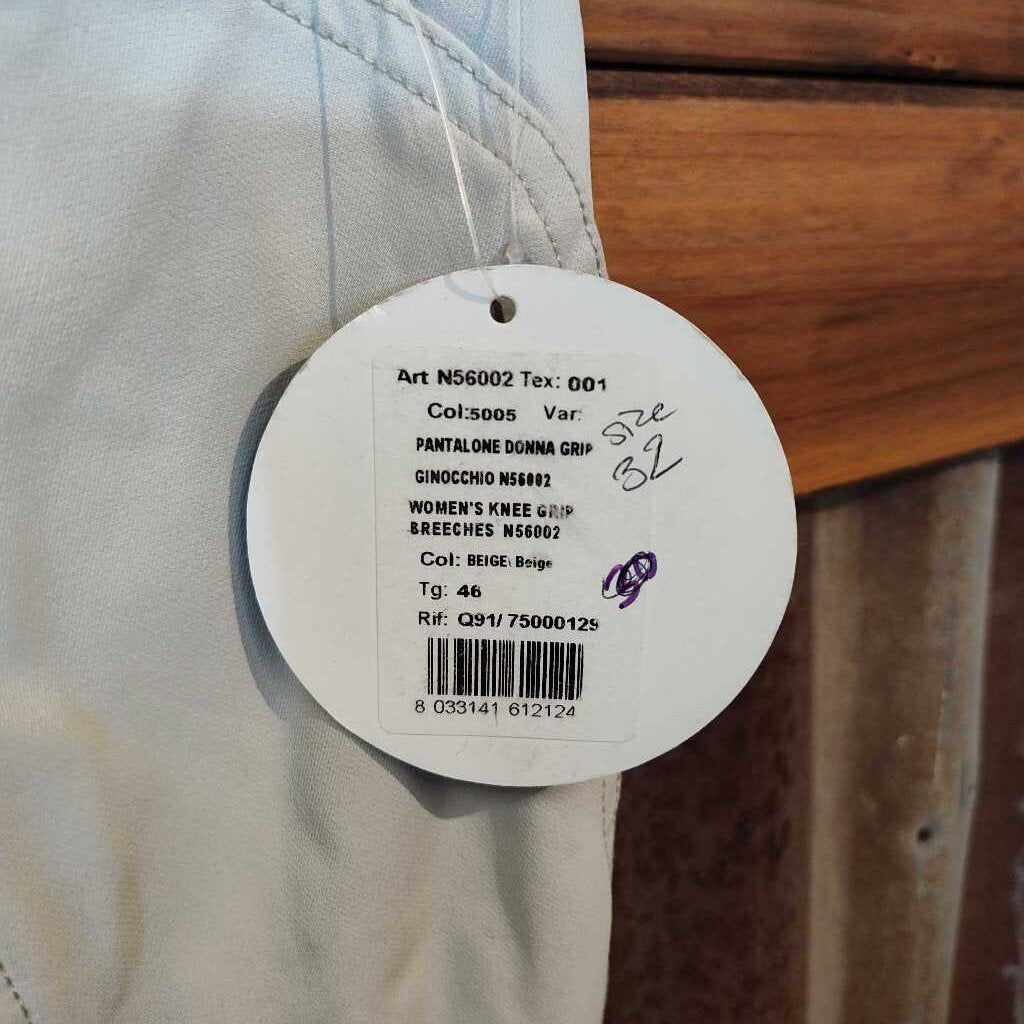 Art N56002 Tex: 001
Col:5005 Var:
size
32
PANTALONE DONNA GRIP
GINOCCHIO N56002
WOMEN'S KNEE GRIP
BREECHES N56002
Col: BEIGE\ Beige
Tg: 46
Rif: Q91/ 75000129
8 033141 612124